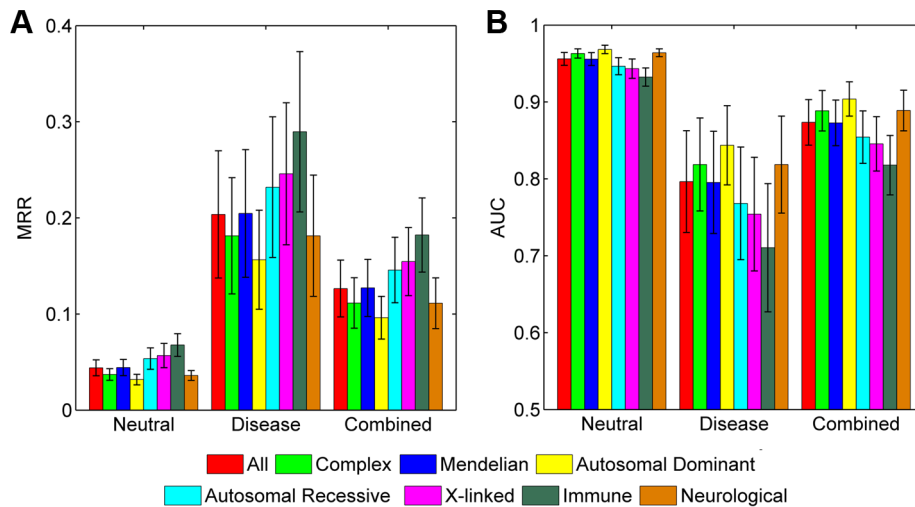 A
MRR
0.4
0.3
0.2
0.1
0
Neutral Disease Combined
B
AUC
1
0.9
0.8
0.7
0.6
0.5
Neutral Disease Combined
All Complex Mendelian Autosomal Dominant
Autosomal Recessive X-linked Immune Neurological